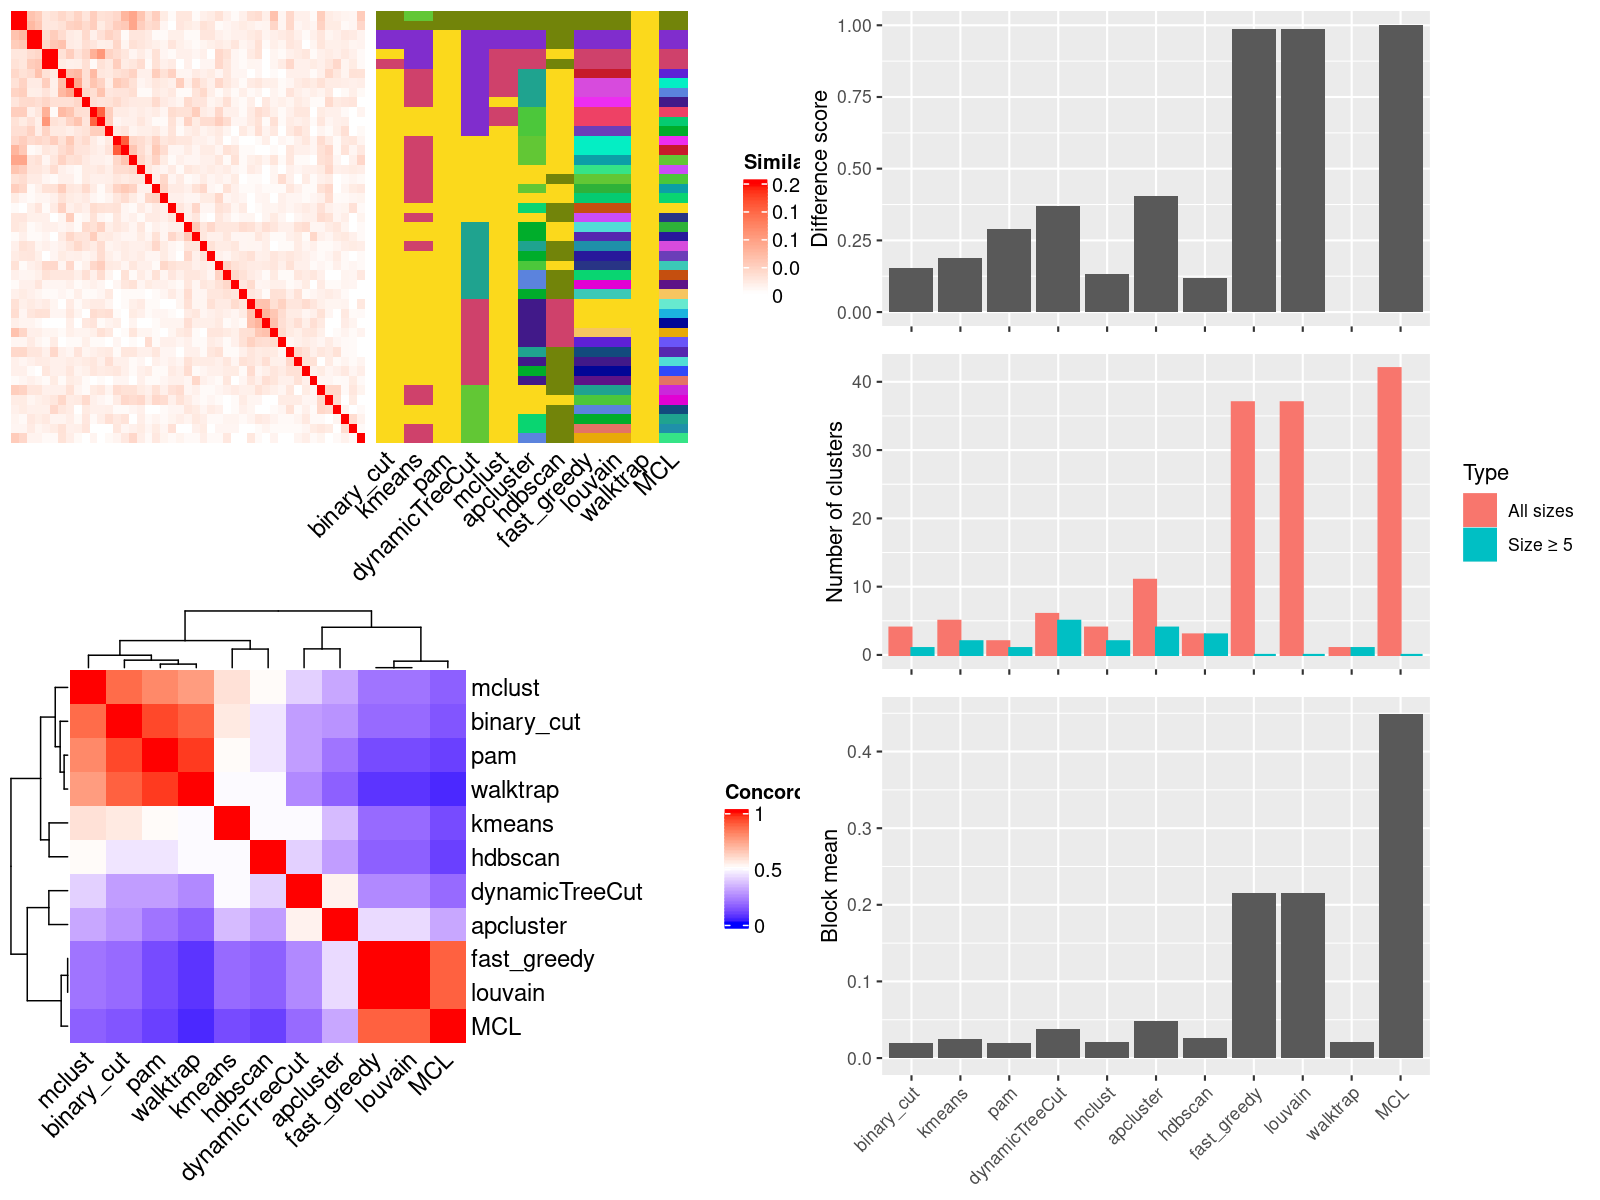 Simila
0.2
0.1
0.1
0.0
0
binary_cut
kmeans
pam
dynamicTreeCut
mclust
apcluster
hdbscan
fast_greedy
louvain
walktrap
MCL
mclust
binary_cut
pam
walktrap
kmeans
hdbscan
dynamicTreeCut
apcluster
fast_greedy
louvain
MCL
mclust
binary_cut
pam
walktrap
kmeans
hdbscan
dynamicTreeCut
apcluster
fast_greedy
louvain
MCL
Concord
1
0.5
0
Difference score
1.00
0.75
0.50
0.25
0.00
Number of clusters
40
30
20
10
0
Type
All sizes
Size ≥ 5
Block mean
0.4
0.3
0.2
0.1
0.0
binary_cut
kmeans
pam
dynamicTreeCut
mclust
apcluster
hdbscan
fast_greedy
louvain
walktrap
MCL